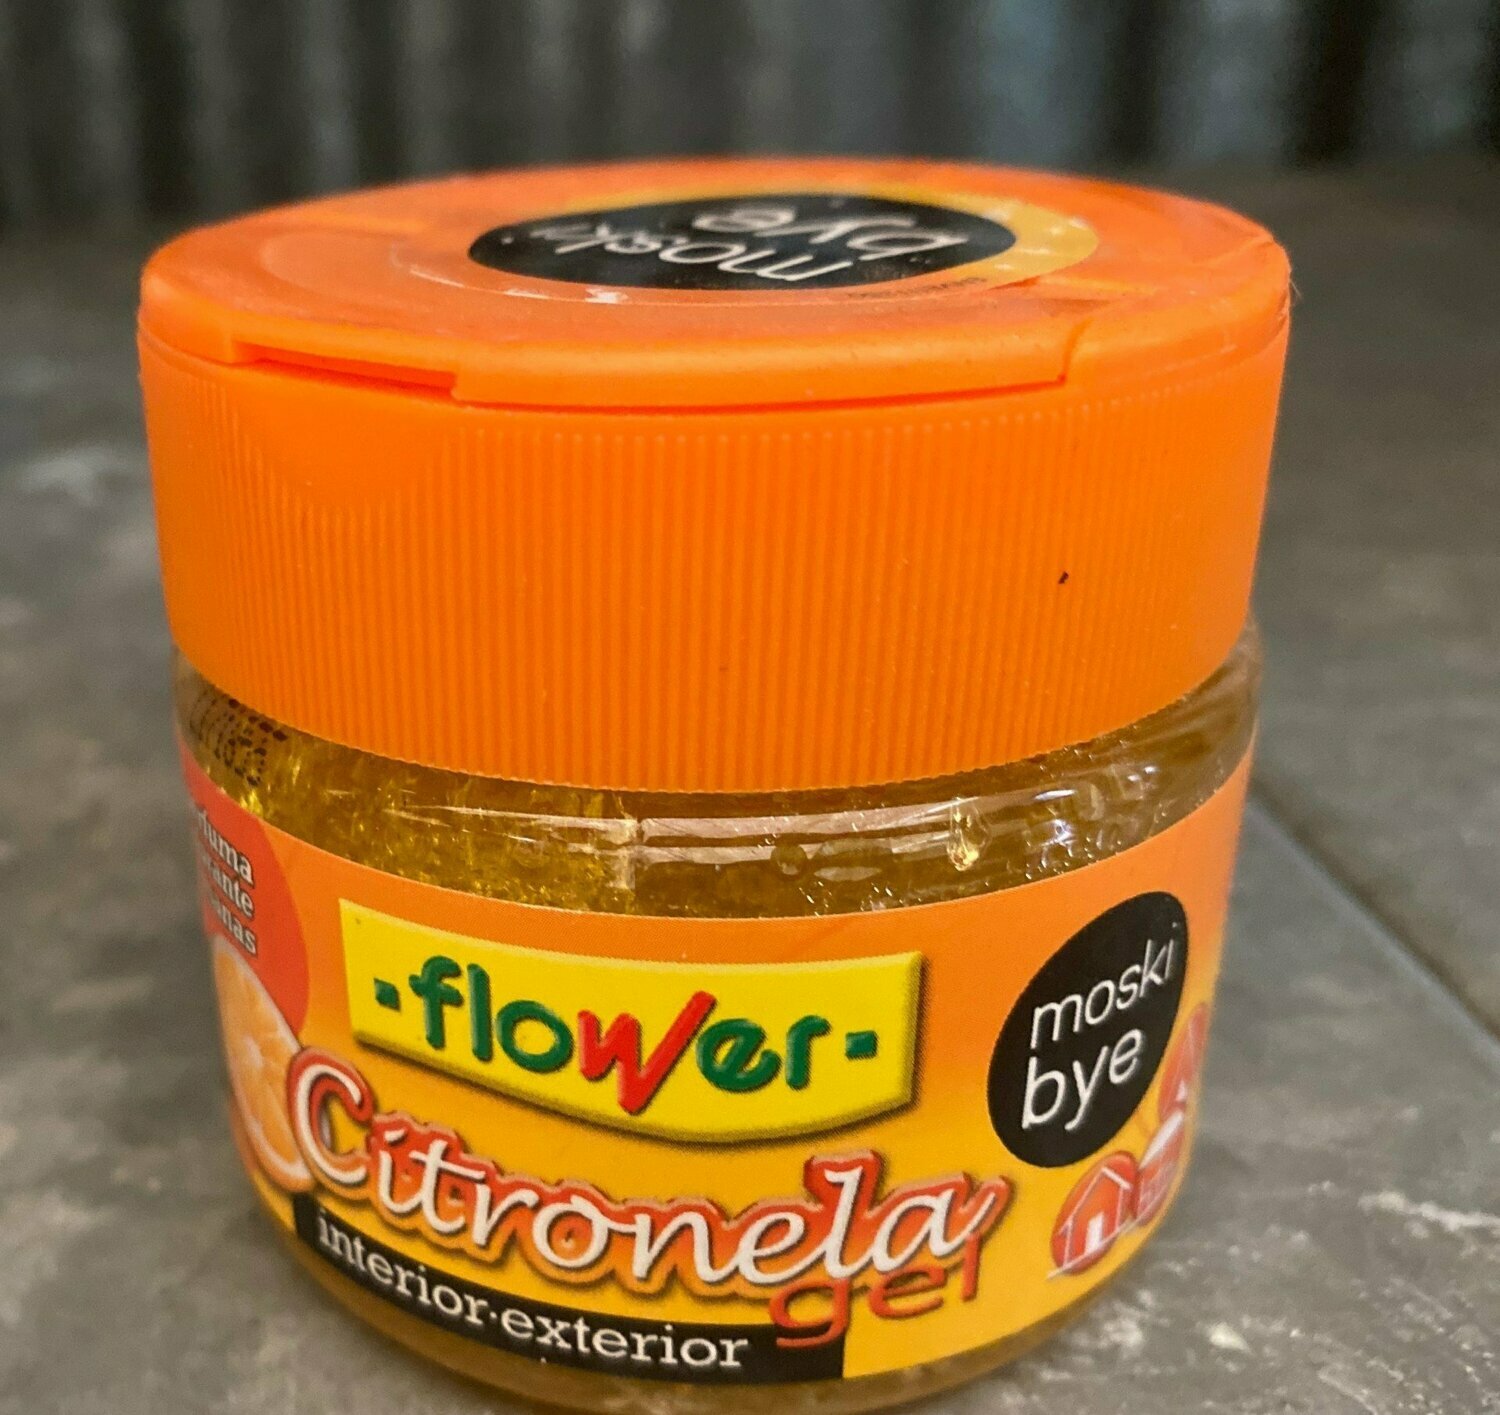 moski
bye
-flower-
moski
bye
Citronela
gel
interior·exterior